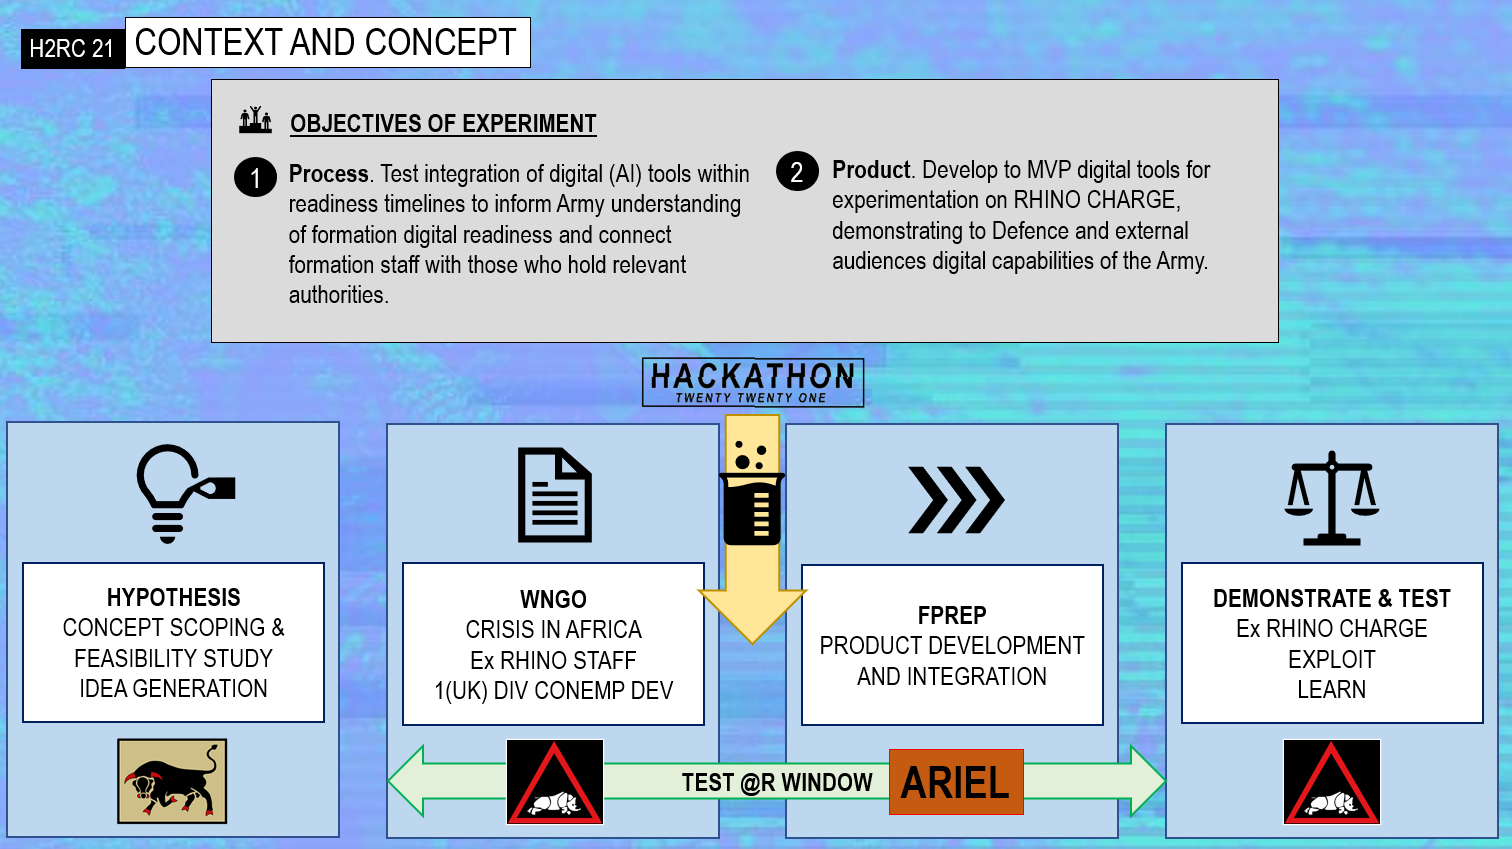 H2RC 21
CONTEXT AND CONCEPT
OBJECTIVES OF EXPERIMENT
1
Process. Test integration of digital (AI) tools within
readiness timelines to inform Army understanding
of formation digital readiness and connect
formation staff with those who hold relevant
authorities.
2
Product. Develop to MVP digital tools for
experimentation on RHINO CHARGE,
demonstrating to Defence and external
audiences digital capabilities of the Army.
HACKATHON
TWENTY TWENTY ONE
HYPOTHESIS
CONCEPT SCOPING &
FEASIBILITY STUDY
IDEA GENERATION
WNGO
CRISIS IN AFRICA
Ex RHINO STAFF
1(UK) DIV CONEMP DEV
FPREP
PRODUCT DEVELOPMENT
AND INTEGRATION
DEMONSTRATE & TEST
Ex RHINO CHARGE
EXPLOIT
LEARN
TEST @R WINDOW
ARIEL